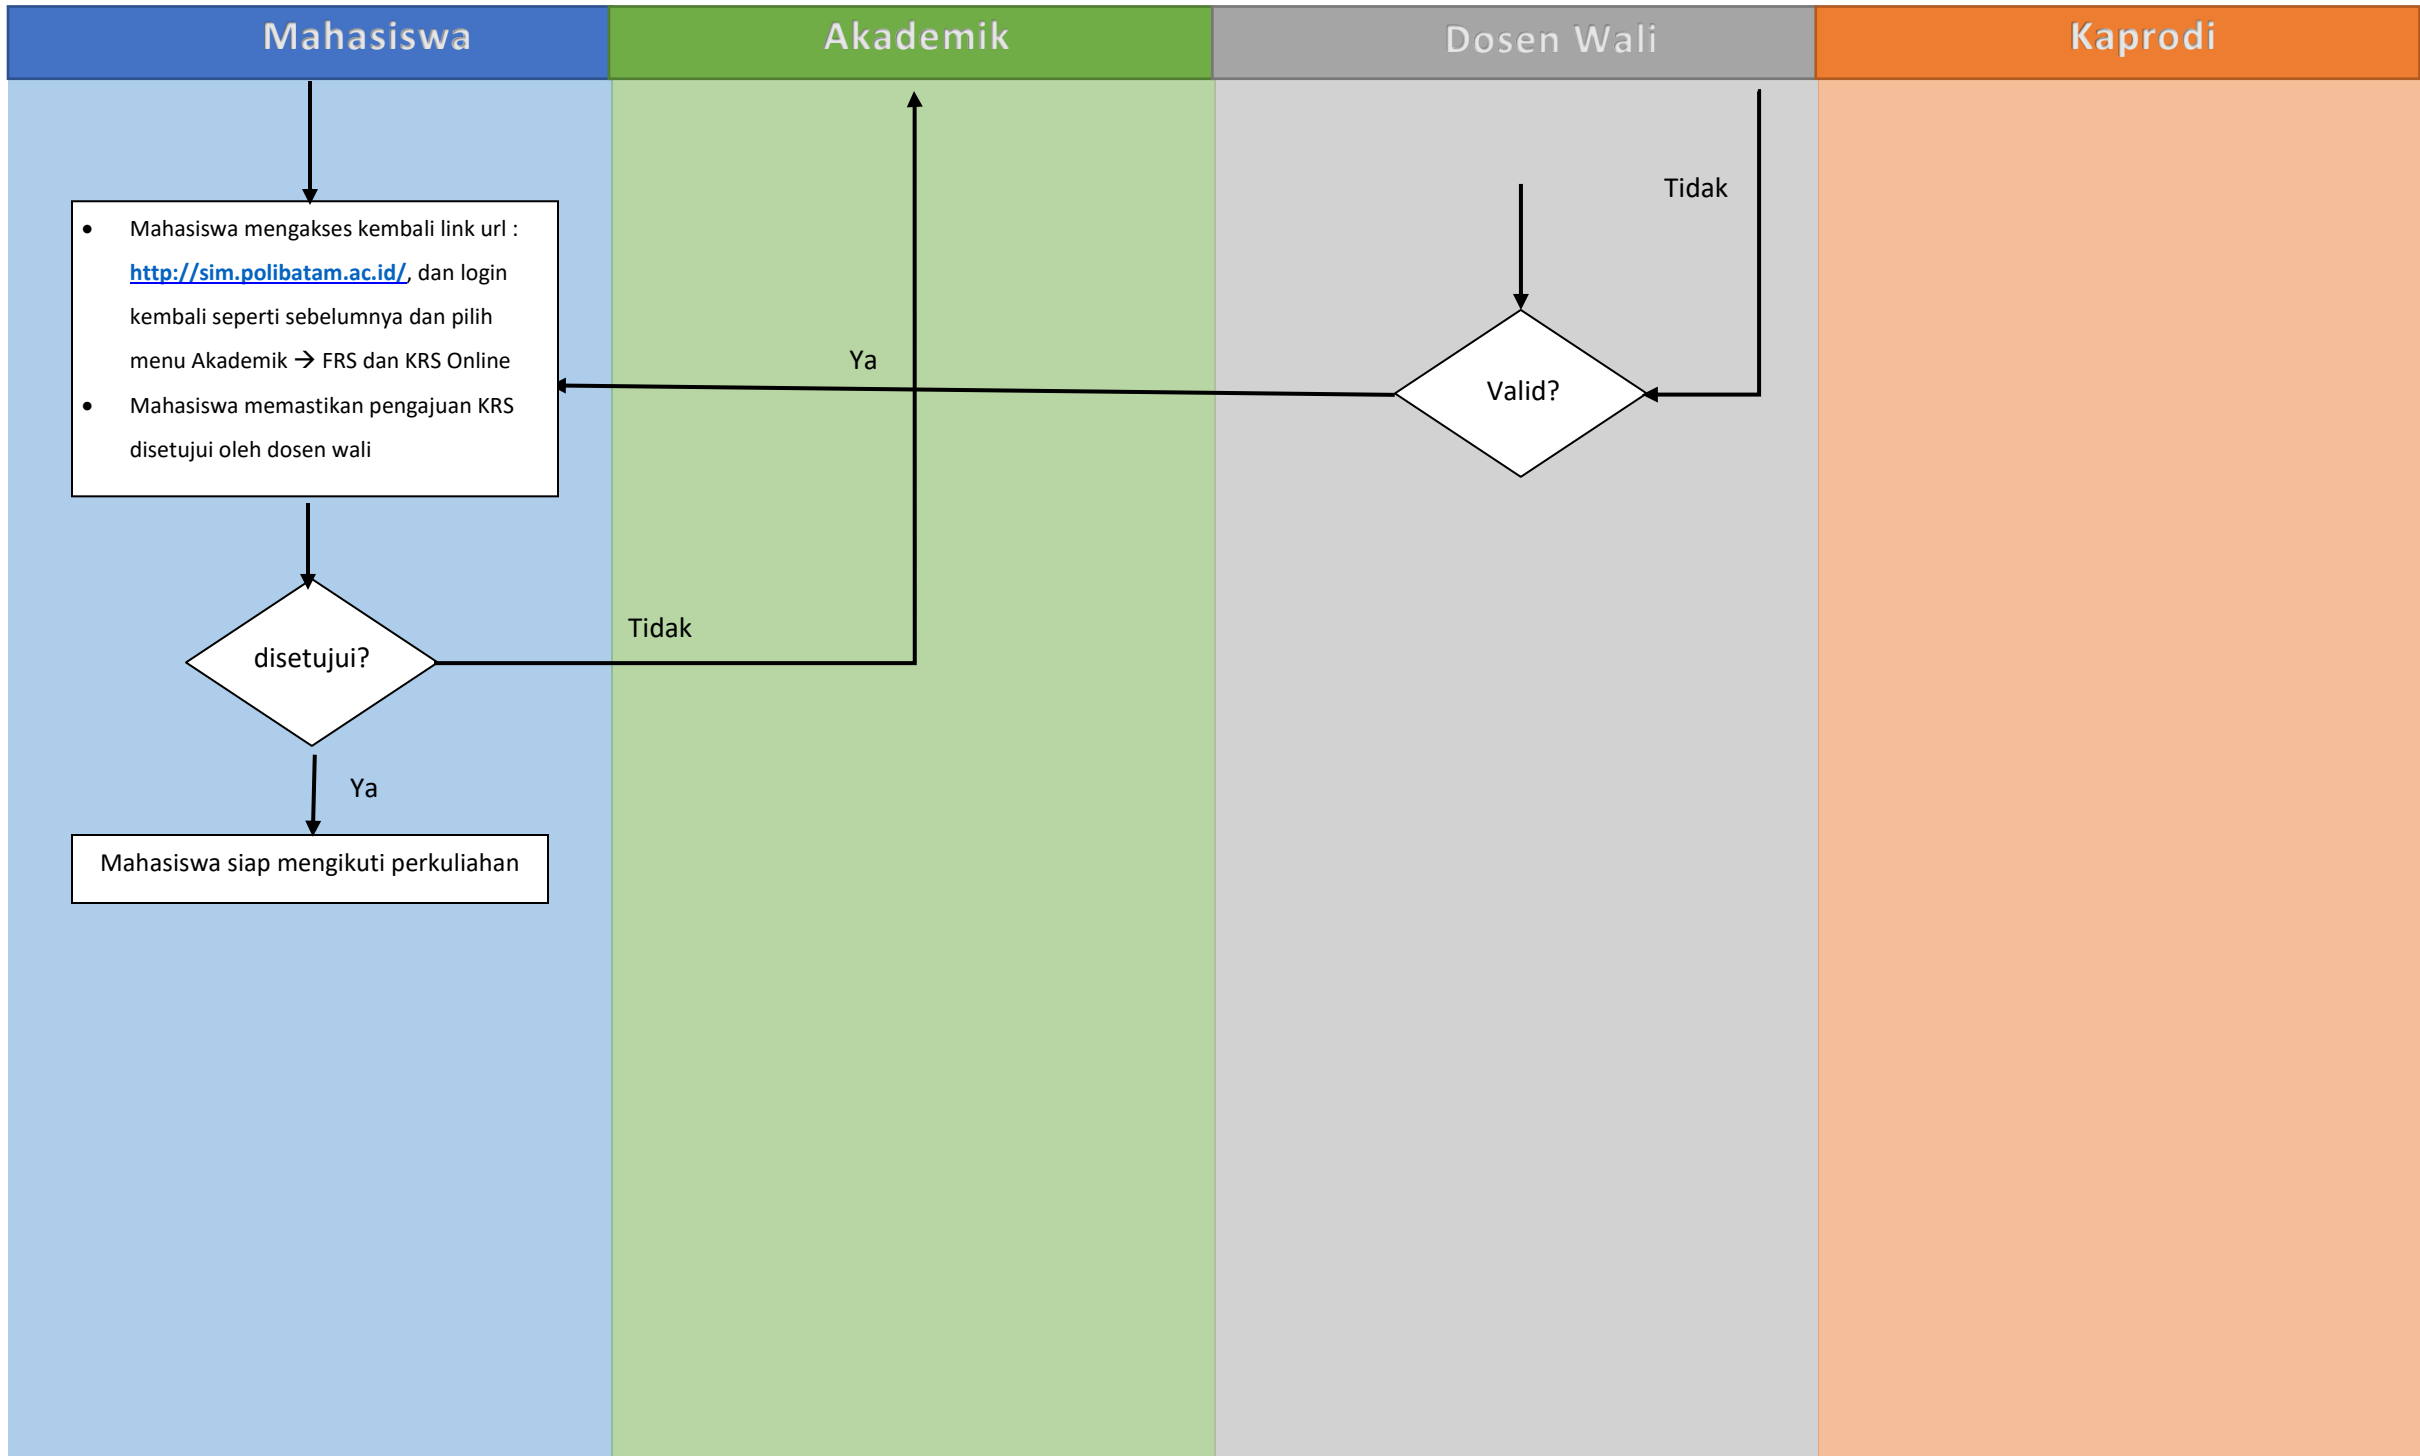 Mahasiswa
Akademik
Dosen Wali
Kaprodi
Tidak
• Mahasiswa mengakses kembali link url :
http://sim.polibatam.ac.id/, dan login
kembali seperti sebelumnya dan pilih
menu Akademik → FRS dan KRS Online
• Mahasiswa memastikan pengajuan KRS
disetujui oleh dosen wali
Ya
Valid?
Tidak
disetujui?
Ya
Mahasiswa siap mengikuti perkuliahan